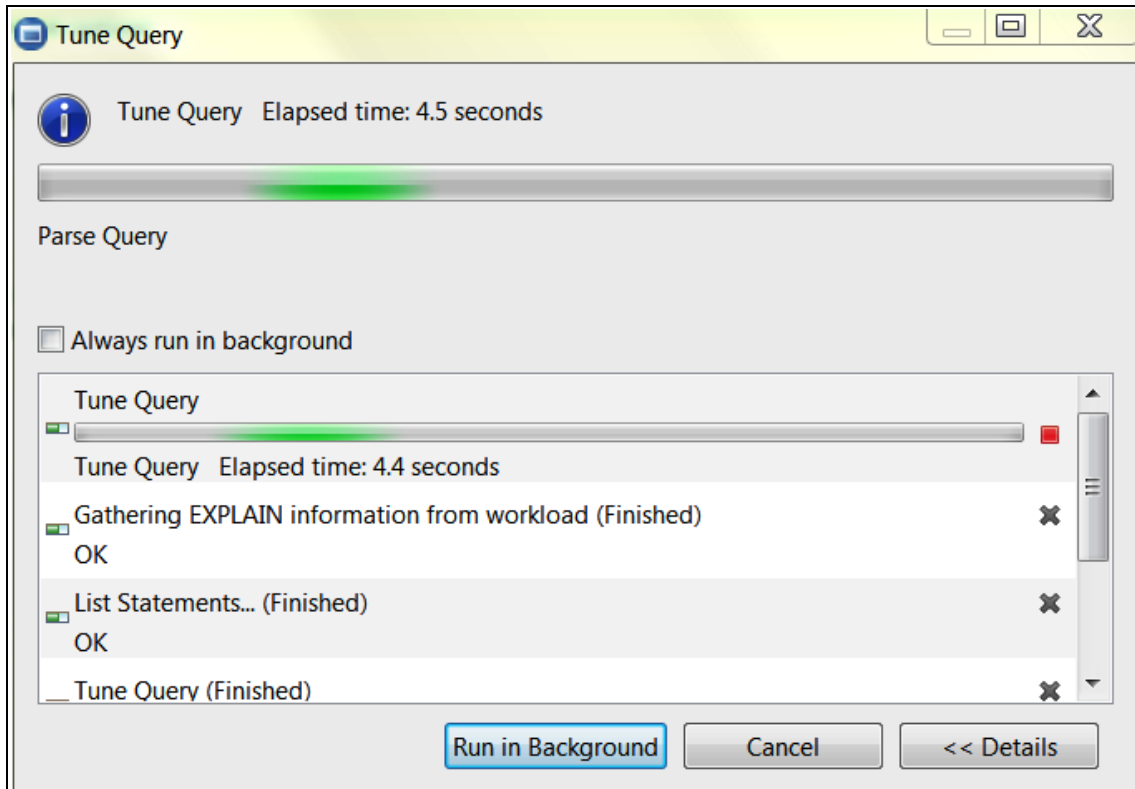 Tune Query
Tune Query Elapsed time: 4.5 seconds
Parse Query
Always run in background
Tune Query
Tune Query Elapsed time: 4.4 seconds
Gathering EXPLAIN information from workload (Finished)
OK
List Statements... (Finished)
OK
Tune Query (Finished)
Run in Background Cancel << Details